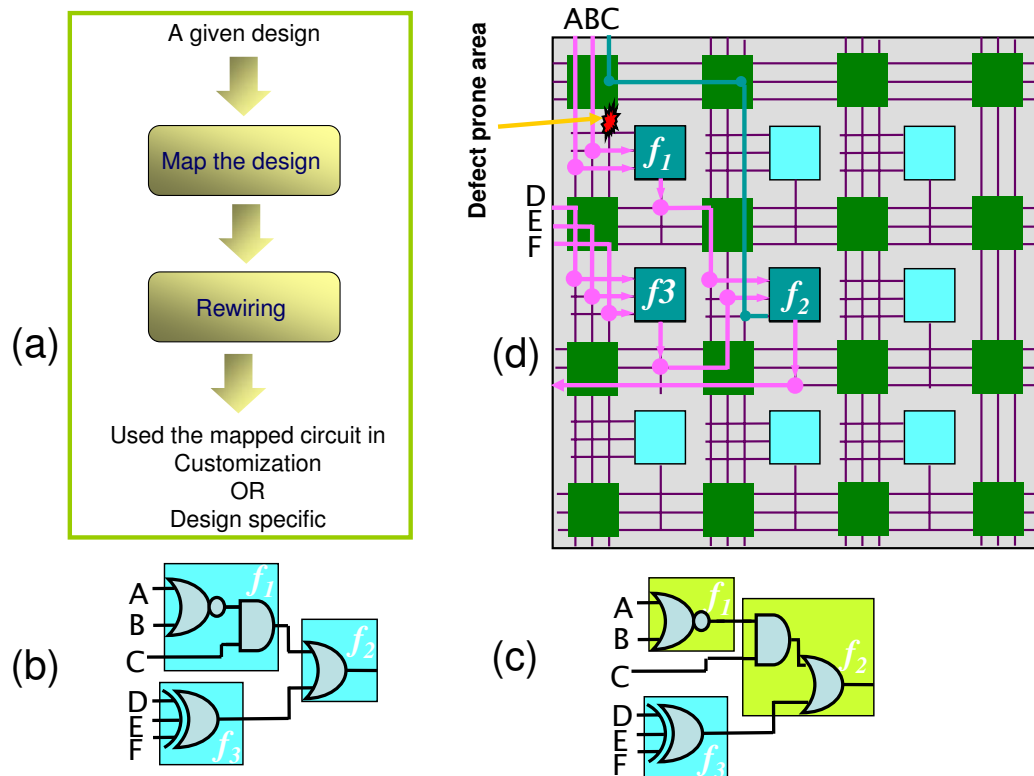 A given design
Map the design
Rewiring
Used the mapped circuit in
Customization
OR
Design specific
(a)
ABC
Defect prone area
D
E
F
f1
f3
f2
(d)
A
B
C
D
E
F
f1
f2
f3
(b)
A
B
C
D
E
F
f1
f2
f3
(c)